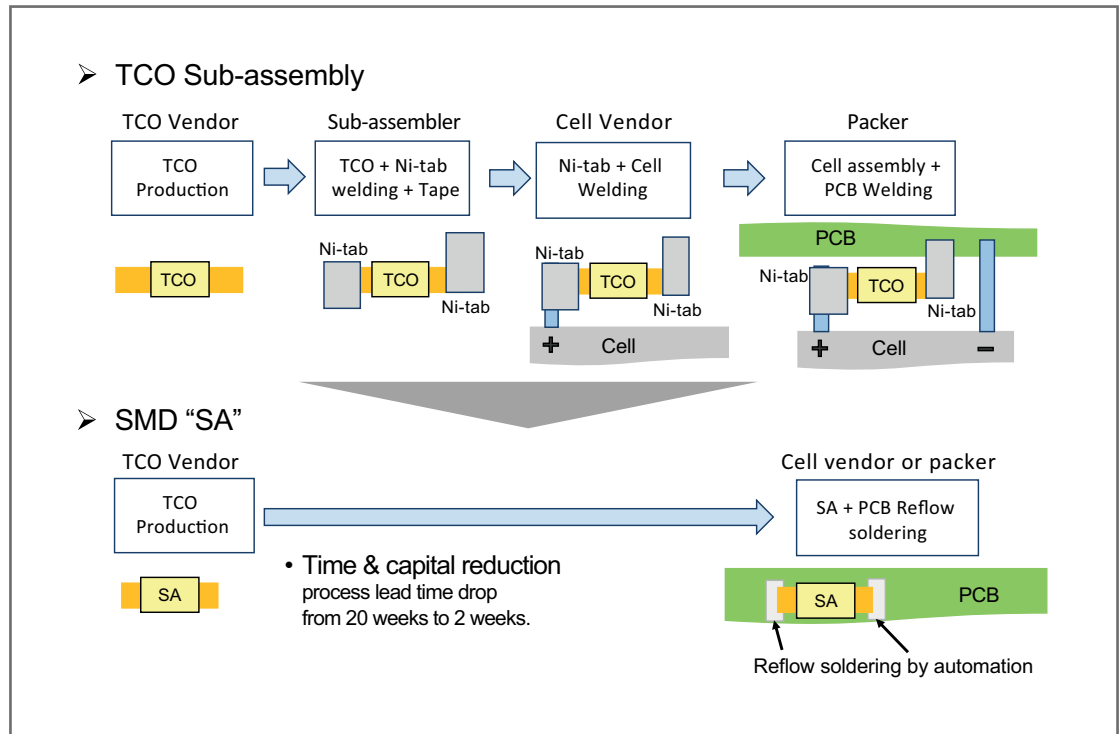 ➢ TCO Sub-assembly
TCO Vendor
Sub-assembler
Cell Vendor
Packer
TCO
Production
TCO + Ni-tab
welding + Tape
Ni-tab + Cell
Welding
Cell assembly +
PCB Welding
TCO
Ni-tab
TCO
Ni-tab
Ni-tab
TCO
Ni-tab
+
Cell
PCB
Ni-tab
TCO
Ni-tab
+
Cell
−
➢ SMD “SA”
TCO Vendor
Cell vendor or packer
TCO
Production
SA + PCB Reflow
soldering
• Time & capital reduction
process lead time drop
from 20 weeks to 2 weeks.
SA
SA
PCB
Reflow soldering by automation